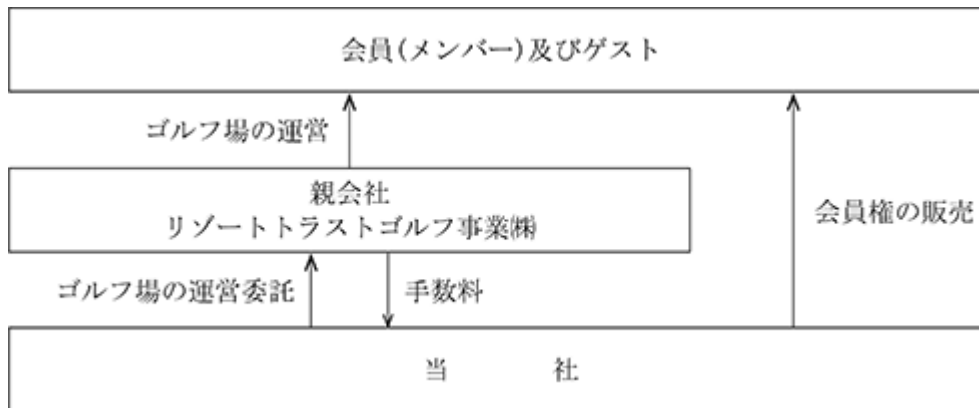 会員(メンバー)及びゲスト
ゴルフ場の運営
親会社
リゾートトラストゴルフ事業㈱
会員権の販売
ゴルフ場の運営委託
手数料
当 社